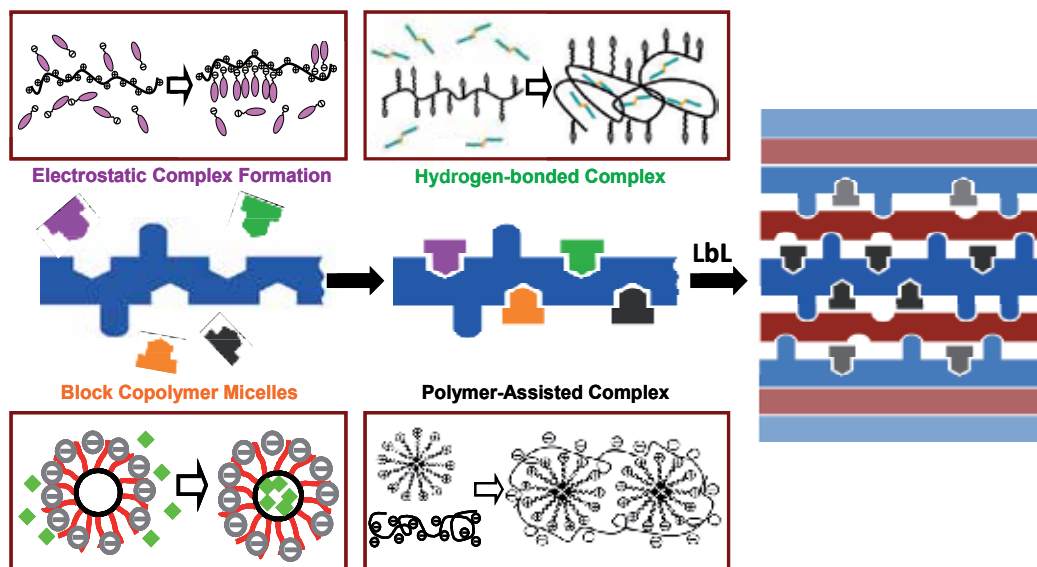 Electrostatic Complex Formation
Hydrogen-bonded Complex
LbL
Block Copolymer Micelles
Polymer-Assisted Complex